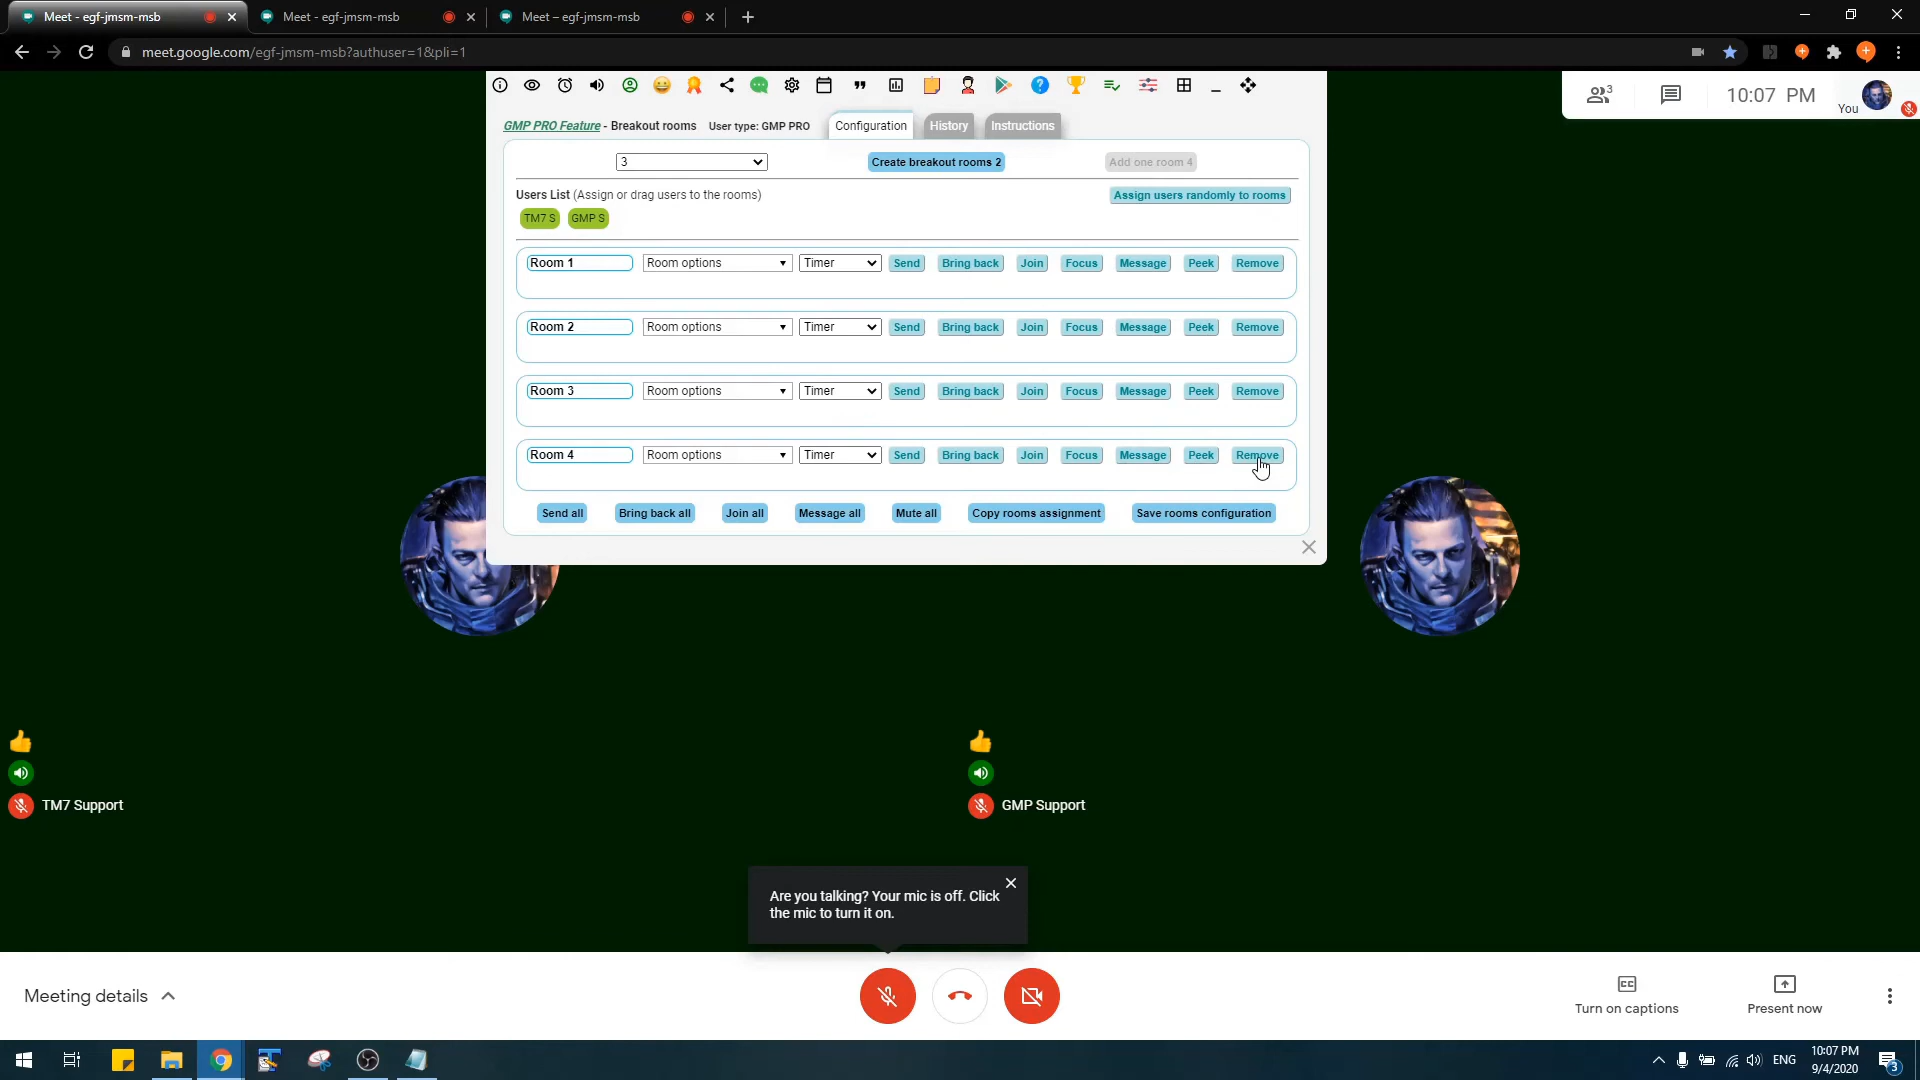 Meet - egf-jmsm-msb
Meet - egf-jmsm-msb
Meet – egf-jmsm-msb
meet.google.com/egf-jmsm-msb?authuser=1&pli=1
3
10:07 PM
You
GMP PRO Feature - Breakout rooms User type: GMP PRO Configuration History Instructions
3 Create breakout rooms 2 Add one room 4
Users List (Assign or drag users to the rooms) Assign users randomly to rooms
TM7 S GMP S
Room 1 Room options Timer Send Bring back Join Focus Message Peek Remove
Room 2 Room options Timer Send Bring back Join Focus Message Peek Remove
Room 3 Room options Timer Send Bring back Join Focus Message Peek Remove
Room 4 Room options Timer Send Bring back Join Focus Message Peek Remove
Send all Bring back all Join all Message all Mute all Copy rooms assignment Save rooms configuration
TM7 Support
GMP Support
Are you talking? Your mic is off. Click
the mic to turn it on.
Meeting details
CC
Turn on captions
Present now
ENG
10:07 PM
9/4/2020
3